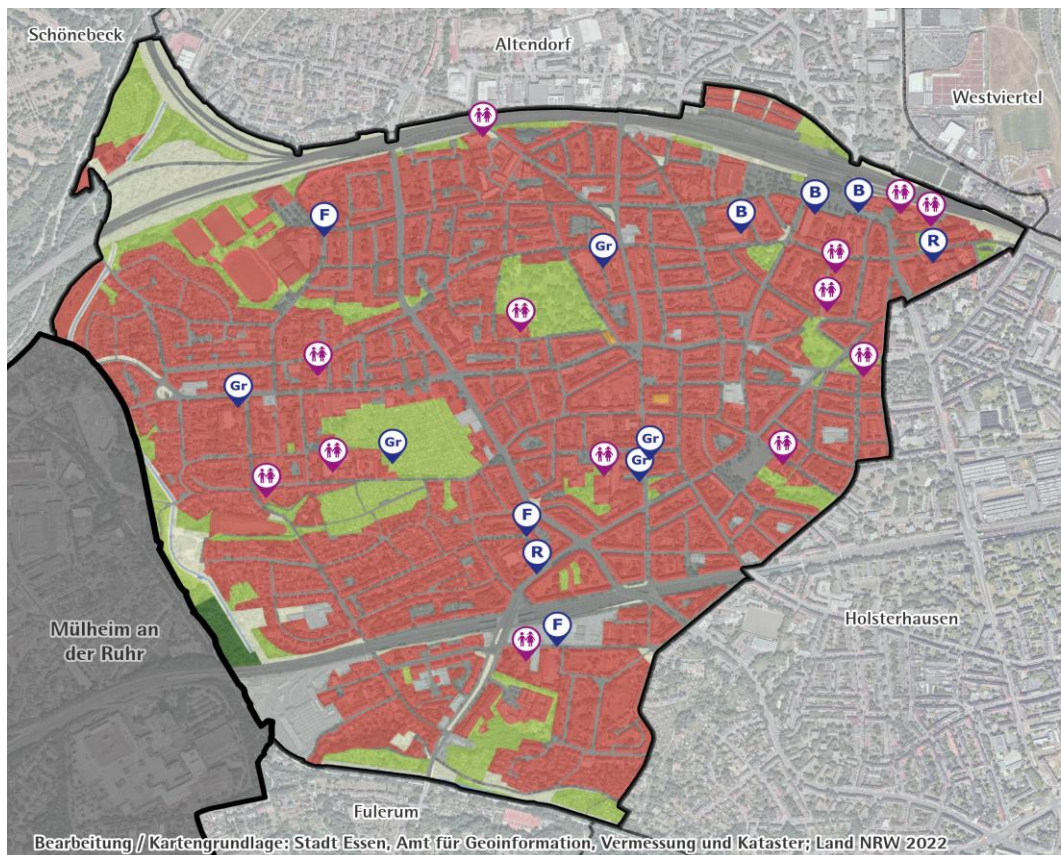 Schönebeck
Altendorf
Westviertel
B
B
F
B
Gr
R
Gr
Gr
Gr
Gr
F
R
F
Mülheim an
der Ruhr
Holsterhausen
Fulerum
Bearbeitung / Kartengrundlage: Stadt Essen, Amt für Geoinformation, Vermessung und Kataster; Land NRW 2022